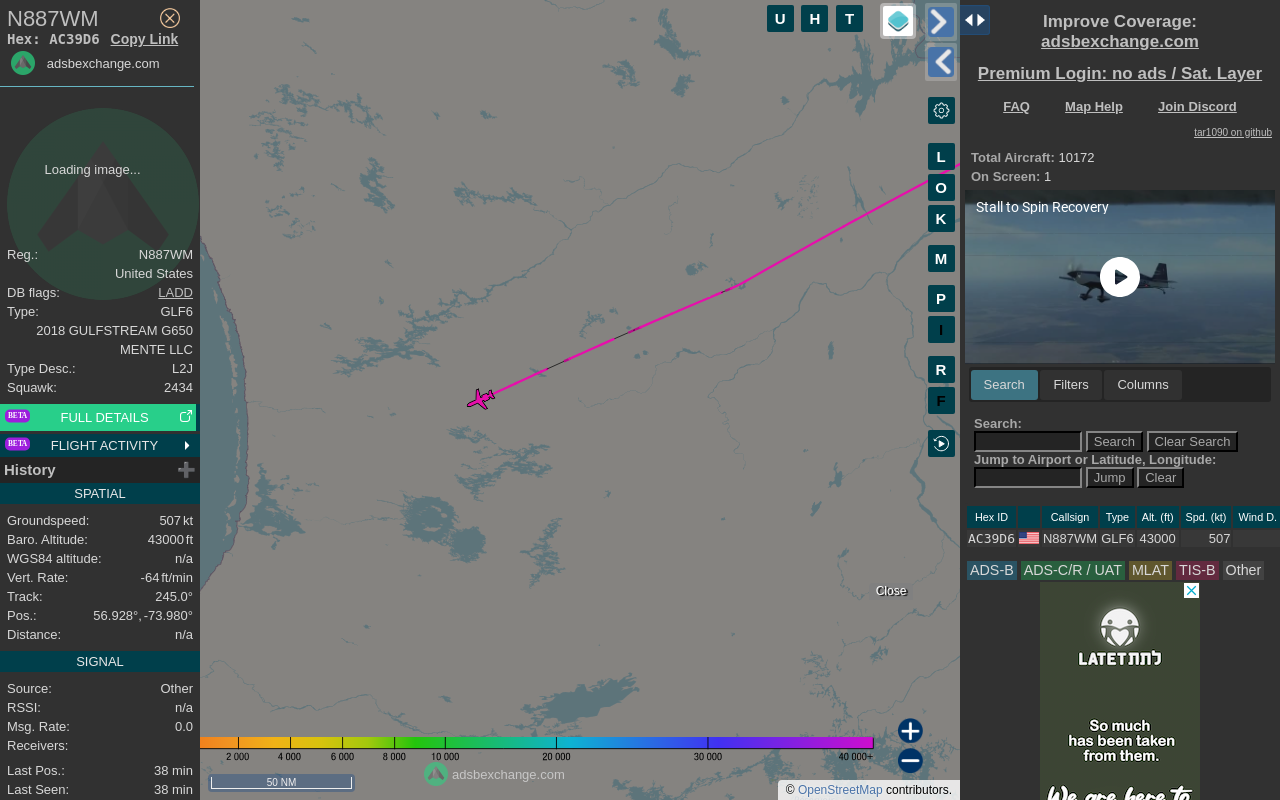 N887WM
Hex: AC39D6 Copy Link
adsbexchange.com
Loading image...
Reg.: N887WM
United States
DB flags: LADD
Type: GLF6
2018 GULFSTREAM G650
MENTE LLC
Type Desc.: L2J
Squawk: 2434
BETA FULL DETAILS
BETA FLIGHT ACTIVITY
History
SPATIAL
Groundspeed: 507 kt
Baro. Altitude: 43000 ft
WGS84 altitude: n/a
Vert. Rate: -64 ft/min
Track: 245.0°
Pos.: 56.928°, -73.980°
Distance: n/a
SIGNAL
Source: Other
RSSI: n/a
Msg. Rate: 0.0
Receivers:
Last Pos.: 38 min
Last Seen: 38 min
U H T
L
O
K
M
P
I
R
F
Close
2 000 4 000 6 000 8 000 10 000 20 000 30 000 40 000+
adsbexchange.com
50 NM
© OpenStreetMap contributors.
Improve Coverage:
adsbexchange.com
Premium Login: no ads / Sat. Layer
FAQ Map Help Join Discord
tar1090 on github
Total Aircraft: 10172
On Screen: 1
Stall to Spin Recovery
Search Filters Columns
Search:
Search Clear Search
Jump to Airport or Latitude, Longitude:
Jump Clear
Hex ID Callsign Type Alt. (ft) Spd. (kt) Wind D.
AC39D6 N887WM GLF6 43000 507
ADS-B ADS-C/R / UAT MLAT TIS-B Other
LATET לתת
So much
has been taken
from them.
We are here to